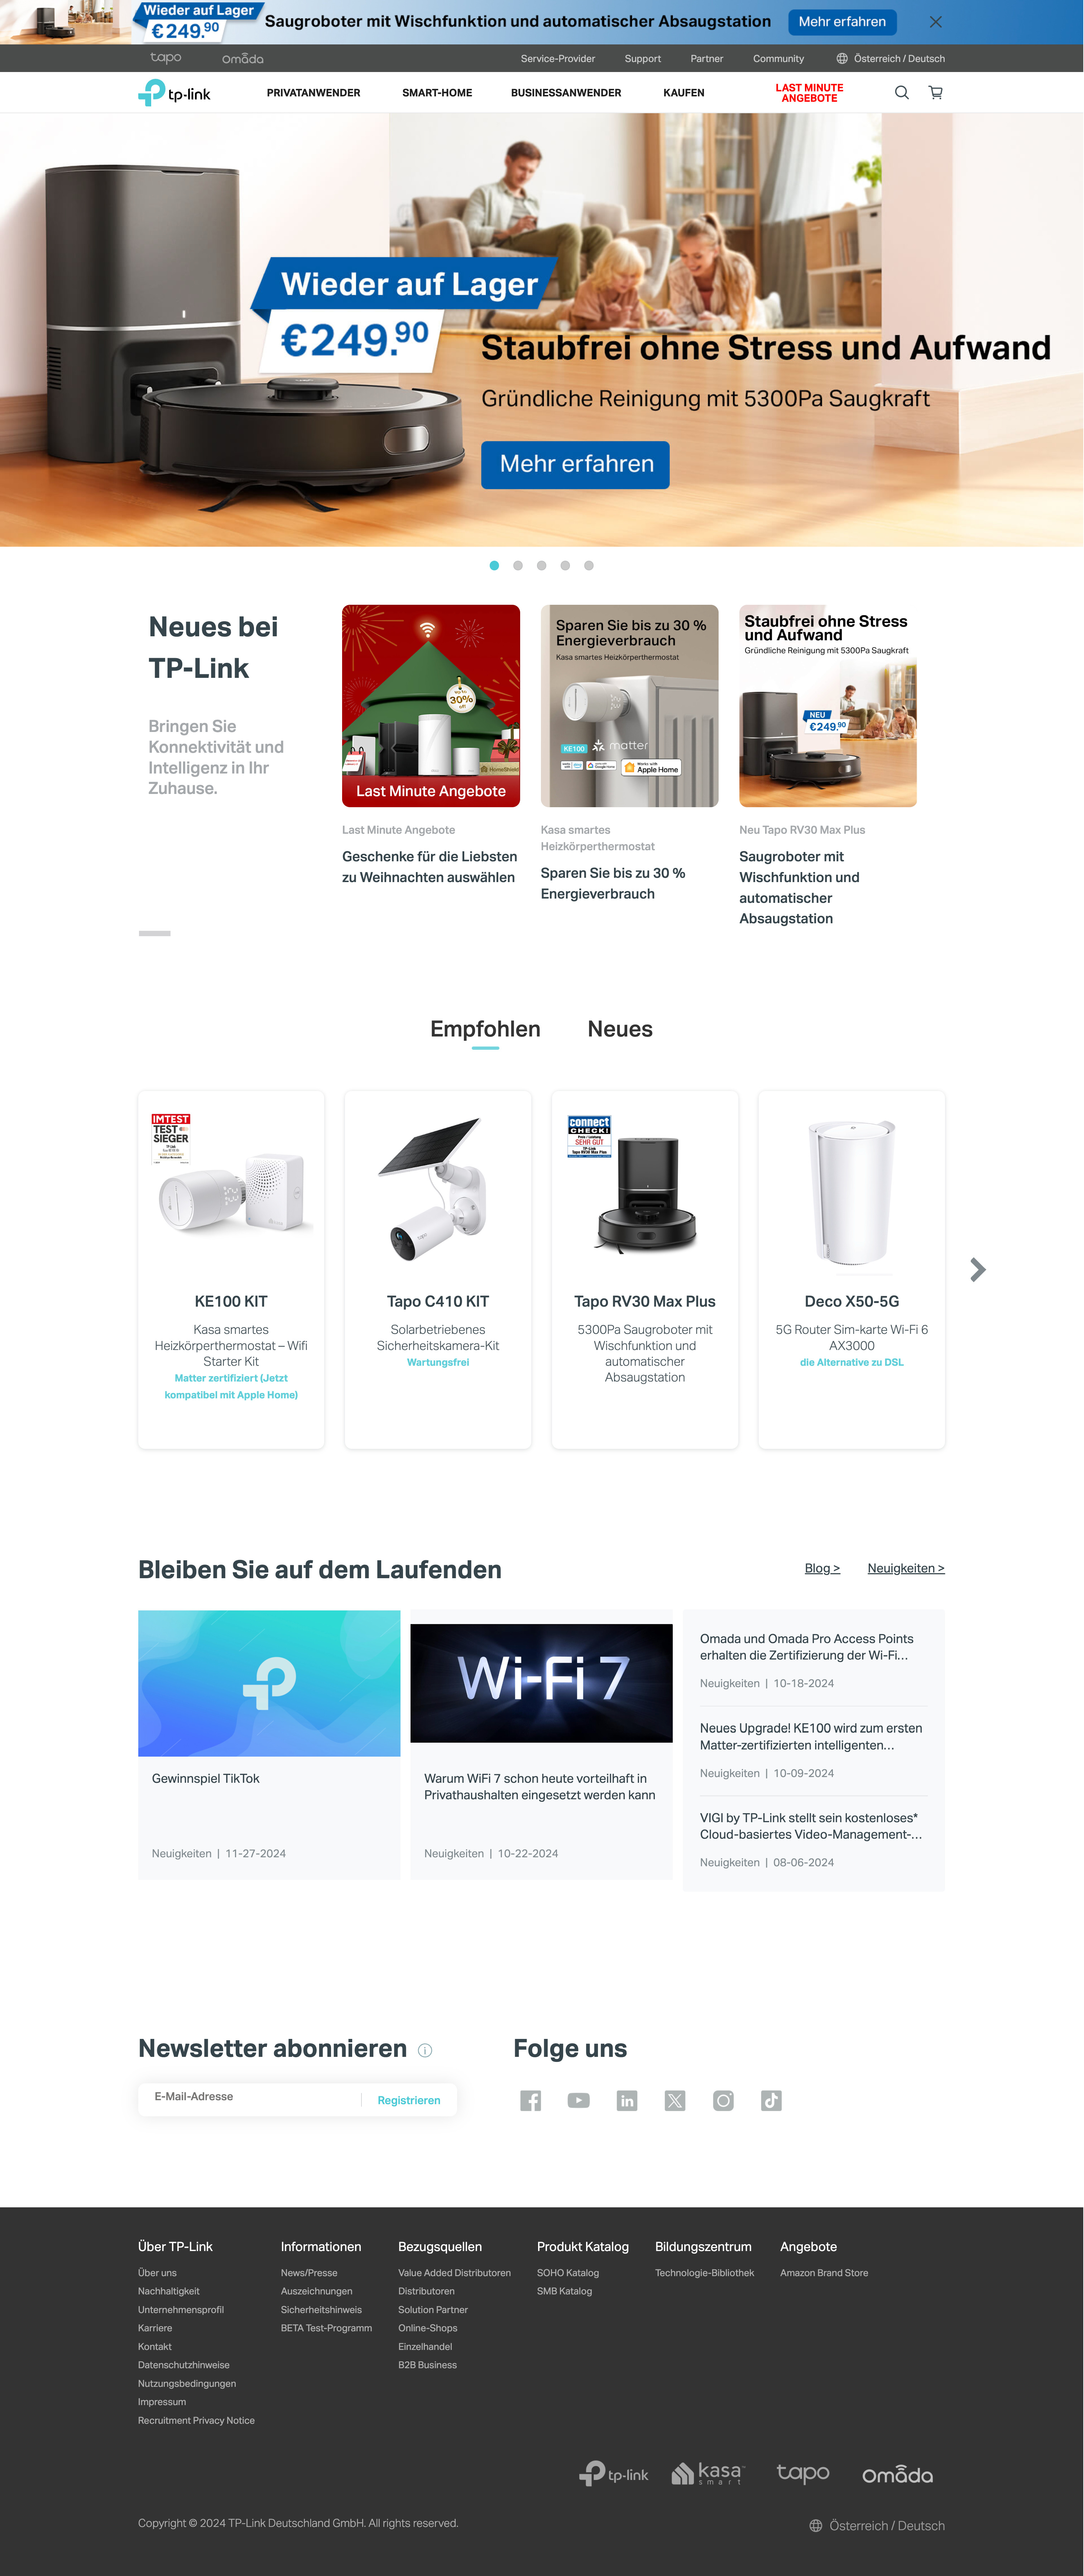 Wieder auf Lager
€249.90
Saugroboter mit Wischfunktion und automatischer Absaugstation
Mehr erfahren
tapo
omada
Service-Provider
Support
Partner
Community
Österreich / Deutsch
tp-link
PRIVATANWENDER
SMART-HOME
BUSINESSANWENDER
KAUFEN
LAST MINUTE
ANGEBOTE
Wieder auf Lager
€249.90
Staubfrei ohne Stress und Aufwand
Gründliche Reinigung mit 5300Pa Saugkraft
Mehr erfahren
Neues bei
TP-Link
Bringen Sie
Konnektivität und
Intelligenz in Ihr
Zuhause.
30%
HomeShield
Last Minute Angebote
Last Minute Angebote
Geschenke für die Liebsten
zu Weihnachten auswählen
Sparen Sie bis zu 30 %
Energieverbrauch
Kasa smartes Heizkörperthermostat
KE100
matter
Works with
Apple Home
Kasa smartes
Heizkörperthermostat
Sparen Sie bis zu 30 %
Energieverbrauch
Staubfrei ohne Stress
und Aufwand
Gründliche Reinigung mit 5300Pa Saugkraft
NEU
€249.90
Neu Tapo RV30 Max Plus
Saugroboter mit
Wischfunktion und
automatischer
Absaugstation
Empfohlen
Neues
IMTEST
TEST
SIEGER
KE100 KIT
Kasa smartes
Heizkörperthermostat – Wifi
Starter Kit
Matter zertifiziert (Jetzt
kompatibel mit Apple Home)
tapo
Tapo C410 KIT
Solarbetriebenes
Sicherheitskamera-Kit
Wartungsfrei
connect
CHECK!
Preis / Leistung
SEHR GUT
TP-Link
Tapo RV30 Max Plus
Tapo RV30 Max Plus
5300Pa Saugroboter mit
Wischfunktion und
automatischer
Absaugstation
Deco X50-5G
5G Router Sim-karte Wi-Fi 6
AX3000
die Alternative zu DSL
Bleiben Sie auf dem Laufenden
Blog >
Neuigkeiten >
Gewinnspiel TikTok
Neuigkeiten | 11-27-2024
Wi-Fi 7
Warum WiFi 7 schon heute vorteilhaft in
Privathaushalten eingesetzt werden kann
Neuigkeiten | 10-22-2024
Omada und Omada Pro Access Points
erhalten die Zertifizierung der Wi-Fi...
Neuigkeiten | 10-18-2024
Neues Upgrade! KE100 wird zum ersten
Matter-zertifizierten intelligenten...
Neuigkeiten | 10-09-2024
VIGI by TP-Link stellt sein kostenloses*
Cloud-basiertes Video-Management-...
Neuigkeiten | 08-06-2024
Newsletter abonnieren
E-Mail-Adresse
Registrieren
Folge uns
Über TP-Link
Über uns
Nachhaltigkeit
Unternehmensprofil
Karriere
Kontakt
Datenschutzhinweise
Nutzungsbedingungen
Impressum
Recruitment Privacy Notice
Informationen
News/Presse
Auszeichnungen
Sicherheitshinweis
BETA Test-Programm
Bezugsquellen
Value Added Distributoren
Distributoren
Solution Partner
Online-Shops
Einzelhandel
B2B Business
Produkt Katalog
SOHO Katalog
SMB Katalog
Bildungszentrum
Technologie-Bibliothek
Angebote
Amazon Brand Store
tp-link
kasa
smart
tapo
omada
Copyright © 2024 TP-Link Deutschland GmbH. All rights reserved.
Österreich / Deutsch